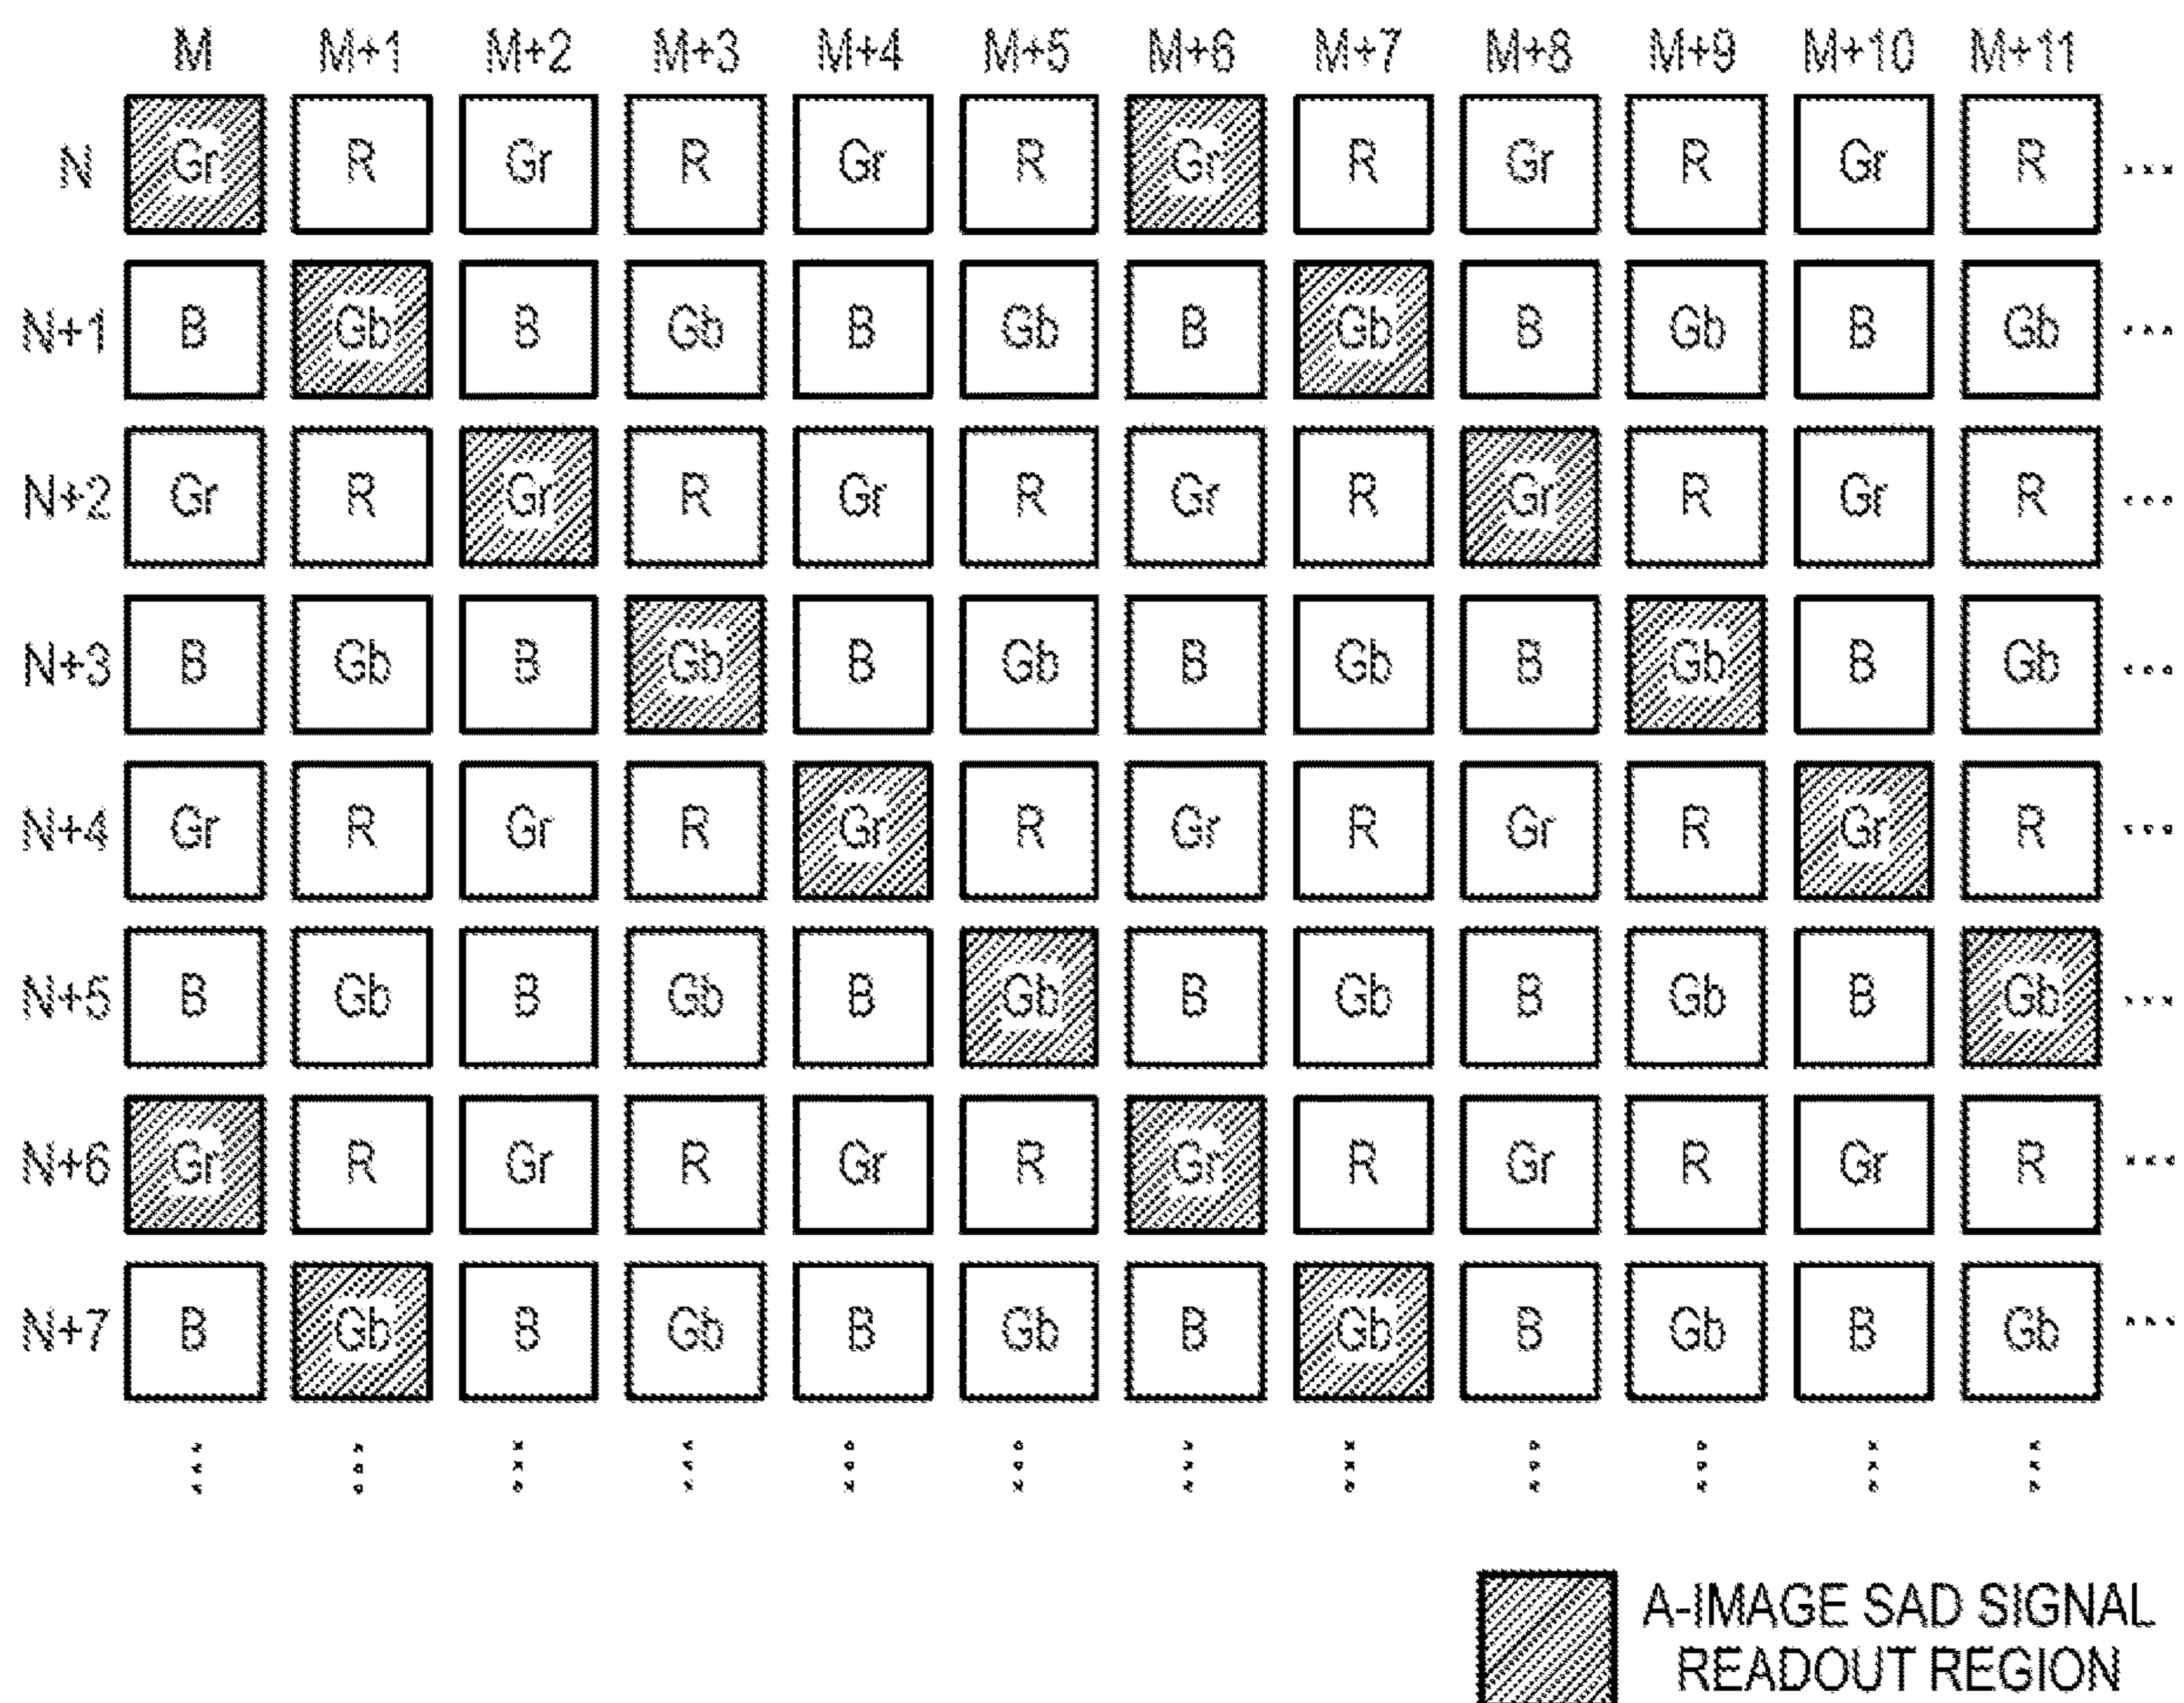 M M+1 M+2 M+3 M+4 M+5 M+6 M+7 M+8 M+9 M+10 M+11
N Gr R Gr R Gr R Gr R Gr R Gr R
N+1 B Gb B Gb B Gb B Gb B Gb B Gb
N+2 Gr R Gr R Gr R Gr R Gr R Gr R
N+3 B Gb B Gb B Gb B Gb B Gb B Gb
N+4 Gr R Gr R Gr R Gr R Gr R Gr R
N+5 B Gb B Gb B Gb B Gb B Gb B Gb
N+6 Gr R Gr R Gr R Gr R Gr R Gr R
N+7 B Gb B Gb B Gb B Gb B Gb B Gb
A-IMAGE SAD SIGNAL
READOUT REGION